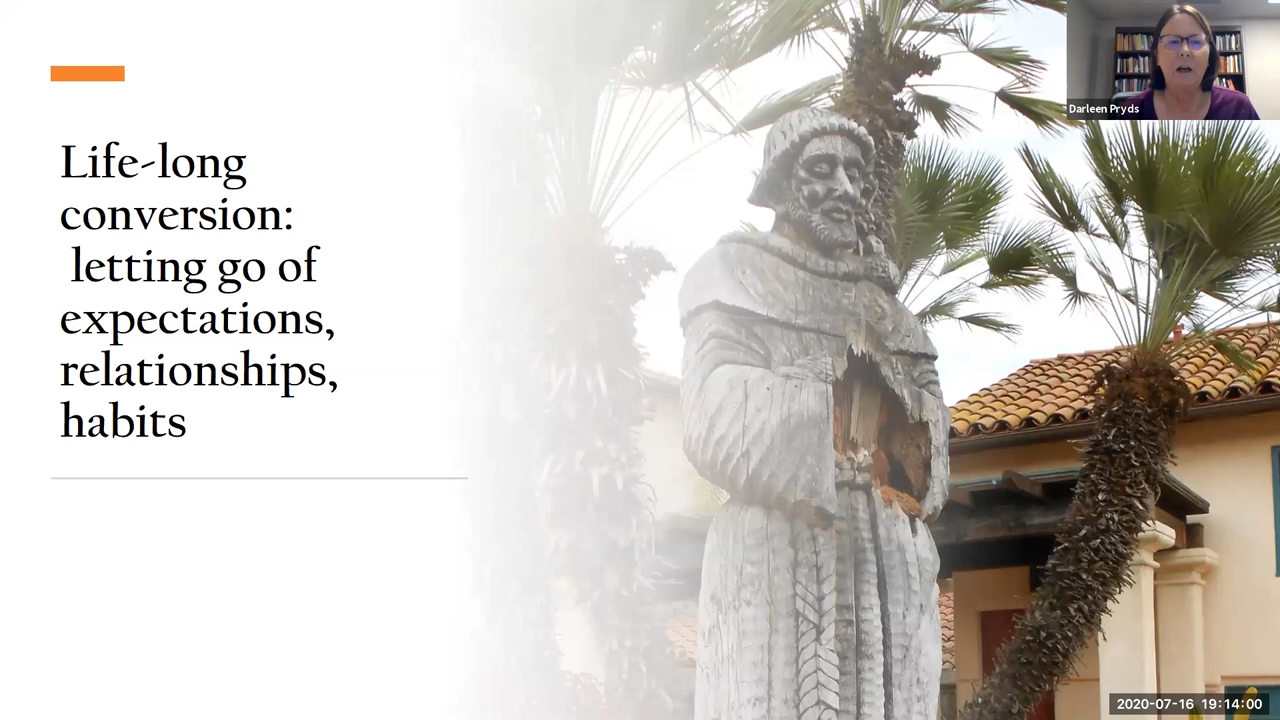 Life-long
conversion:
letting go of
expectations,
relationships,
habits
Darleen Pryds
2020-07-16 19:14:00